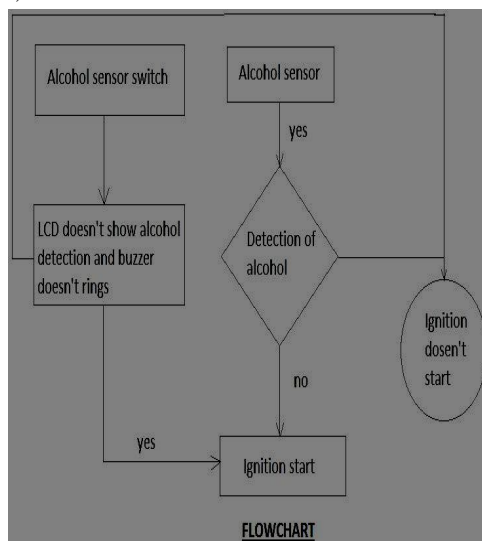 Alcohol sensor switch
Alcohol sensor
yes
LCD doesn't show alcohol
detection and buzzer
doesn't rings
Detection of
alcohol
Ignition
dosen't
start
no
yes
Ignition start
FLOWCHART